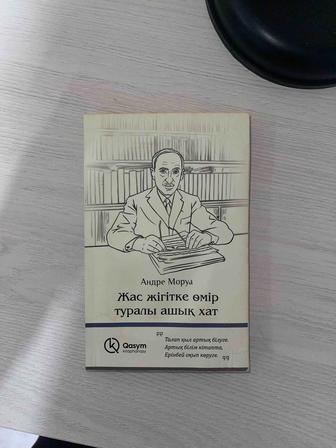 Андре Моруа
Жас жігітке өмір
туралы ашық хат
Qasym
кітапханасы
Талап қыл артық білуге.
Артық білім кітапта,
Ерінбей оқып көруге.